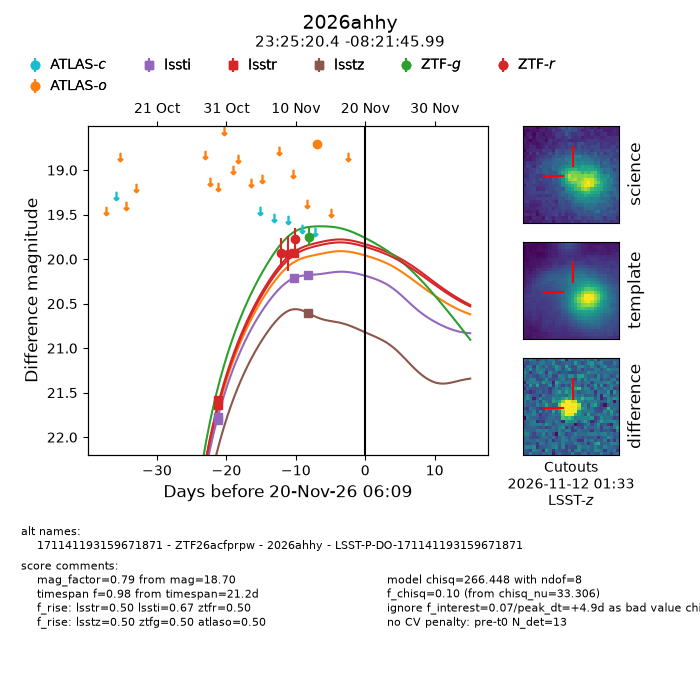 2026ahhy
23:25:20.4 -08:21:45.99
ATLAS-c lssti lsstr lsstz ZTF-g ZTF-r
ATLAS-o
21 Oct 31 Oct 10 Nov 20 Nov 30 Nov
19.0
19.5
20.0
20.5
21.0
21.5
22.0
Difference magnitude
−30 −20 −10 0 10
Days before 20-Nov-26 06:09
science
template
difference
Cutouts
2026-11-12 01:33
LSST-z
alt names:
171141193159671871 - ZTF26acfprpw - 2026ahhy - LSST-P-DO-171141193159671871
score comments:
mag_factor=0.79 from mag=18.70
timespan f=0.98 from timespan=21.2d
f_rise: lsstr=0.50 lssti=0.67 ztfr=0.50
f_rise: lsstz=0.50 ztfg=0.50 atlaso=0.50
model chisq=266.448 with ndof=8
f_chisq=0.10 (from chisq_nu=33.306)
ignore f_interest=0.07/peak_dt=+4.9d as bad value chi
no CV penalty: pre-t0 N_det=13